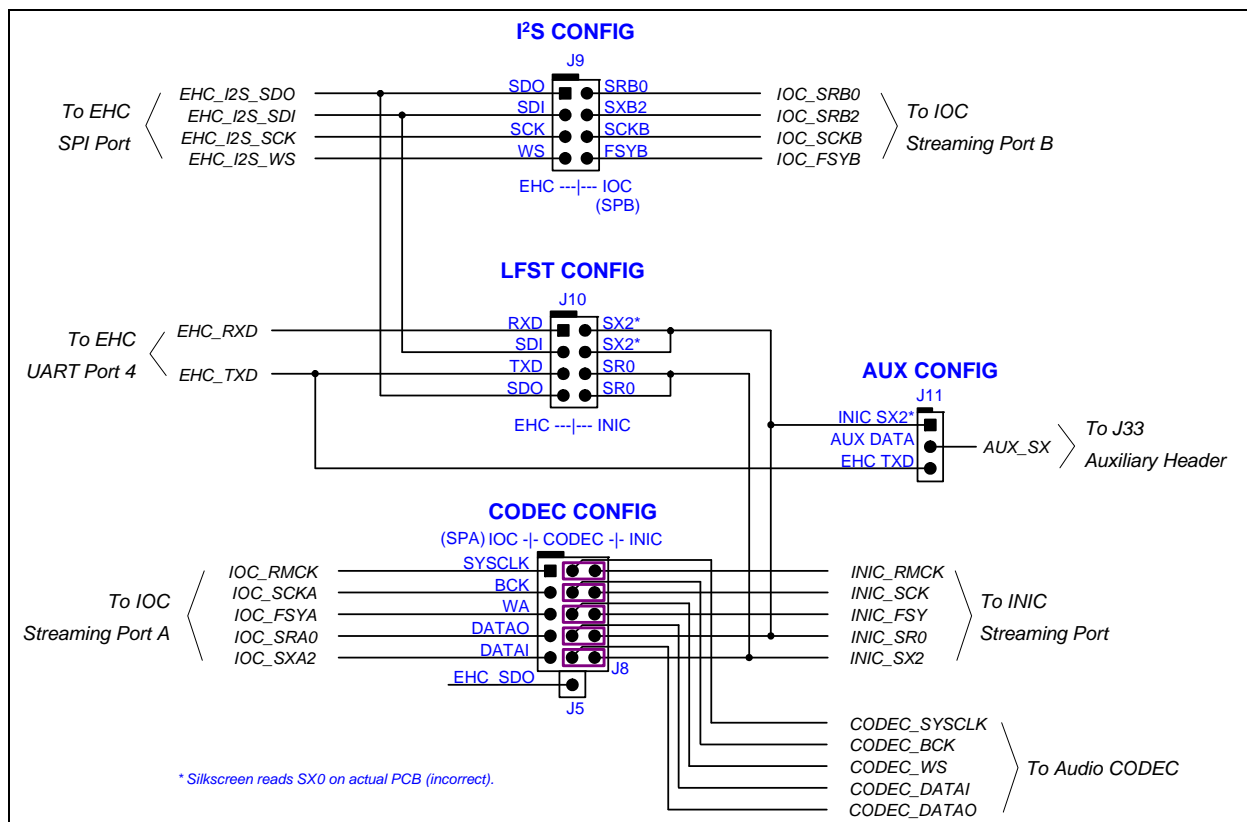 I²S CONFIG
J9
To EHC
SPI Port
EHC_I2S_SDO
EHC_I2S_SDI
EHC_I2S_SCK
EHC_I2S_WS
SDO
SDI
SCK
WS
SRB0
SXB2
SCKB
FSYB
IOC_SRB0
IOC_SRB2
IOC_SCKB
IOC_FSYB
To IOC
Streaming Port B
EHC ---|--- IOC
(SPB)
LFST CONFIG
J10
To EHC
UART Port 4
EHC_RXD
EHC_TXD
RXD
SDI
TXD
SDO
SX2*
SX2*
SR0
SR0
EHC ---|--- INIC
AUX CONFIG
J11
INIC SX2*
AUX DATA
EHC TXD
AUX_SX
To J33
Auxiliary Header
CODEC CONFIG
(SPA) IOC -|- CODEC -|- INIC
To IOC
Streaming Port A
IOC_RMCK
IOC_SCKA
IOC_FSYA
IOC_SRA0
IOC_SXA2
SYSCLK
BCK
WA
DATAO
DATAI
J8
EHC_SDO
J5
INIC_RMCK
INIC_SCK
INIC_FSY
INIC_SR0
INIC_SX2
To INIC
Streaming Port
CODEC_SYSCLK
CODEC_BCK
CODEC_WS
CODEC_DATAI
CODEC_DATAO
To Audio CODEC
* Silkscreen reads SX0 on actual PCB (incorrect).